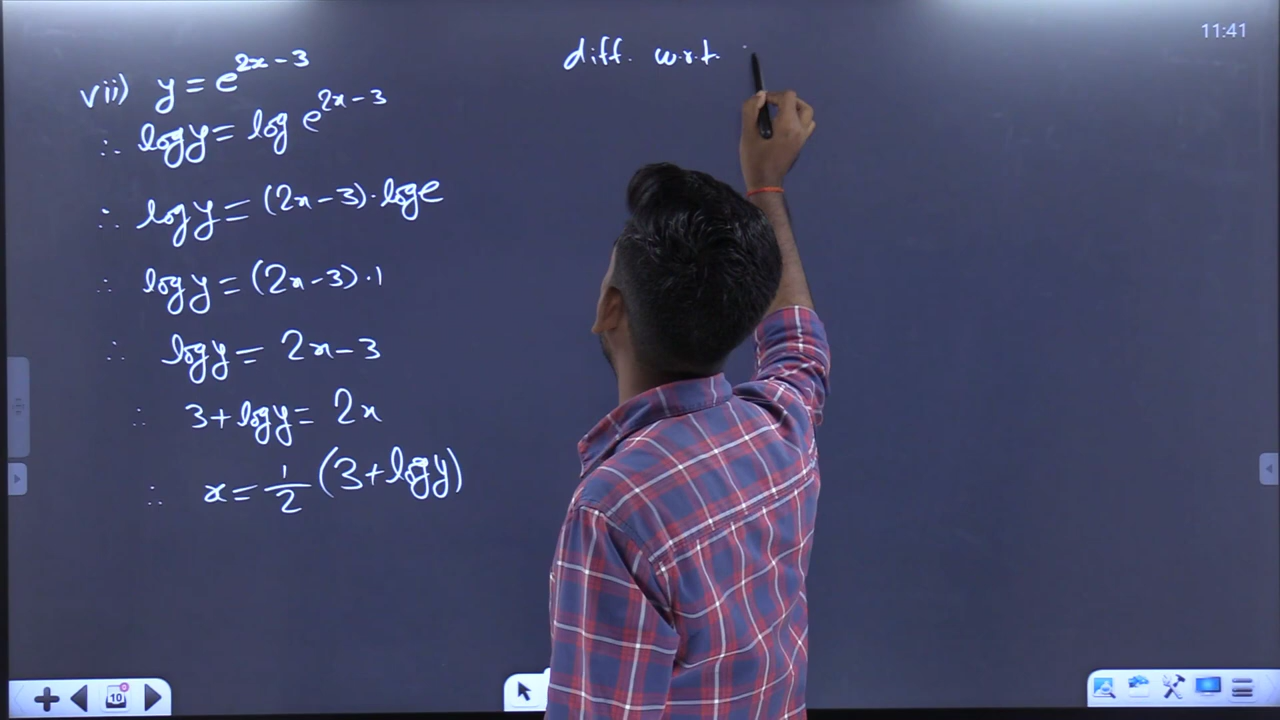 11:41
vii) y = e^{2x-3}
∴ log y = log e^{2x-3}
∴ log y = (2x-3)·log e
∴ log y = (2x-3)·1
∴ log y = 2x-3
∴ 3+log y = 2x
∴ x = 1/2 (3+log y)
diff. w.r.t.
10